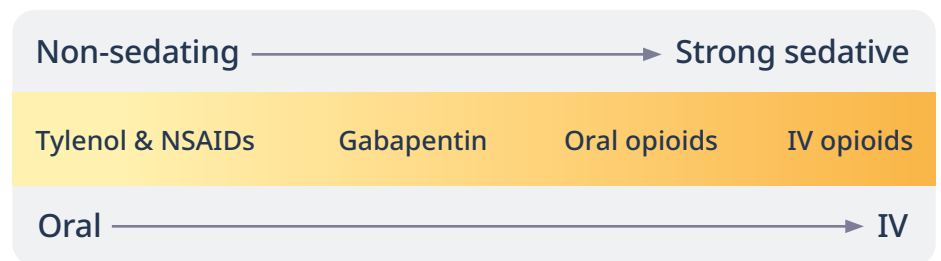 Non-sedating Strong sedative
Tylenol & NSAIDs Gabapentin Oral opioids IV opioids
Oral IV